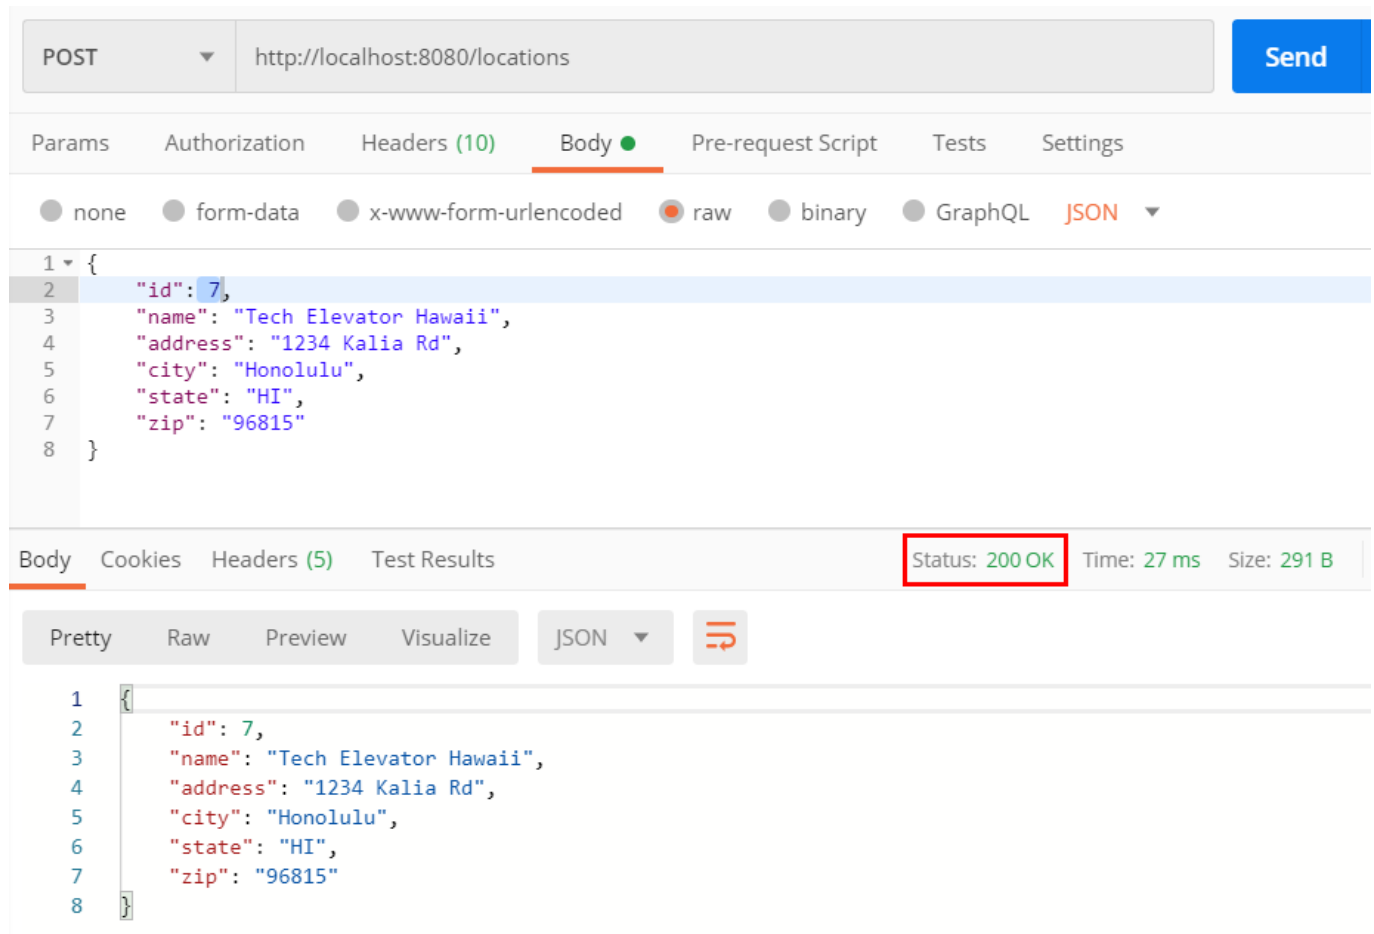 POST http://localhost:8080/locations Send
Params Authorization Headers (10) Body Pre-request Script Tests Settings
none form-data x-www-form-urlencoded raw binary GraphQL JSON
1 {
2 "id": 7,
3 "name": "Tech Elevator Hawaii",
4 "address": "1234 Kalia Rd",
5 "city": "Honolulu",
6 "state": "HI",
7 "zip": "96815"
8 }
Body Cookies Headers (5) Test Results Status: 200 OK Time: 27 ms Size: 291 B
Pretty Raw Preview Visualize JSON
1 {
2 "id": 7,
3 "name": "Tech Elevator Hawaii",
4 "address": "1234 Kalia Rd",
5 "city": "Honolulu",
6 "state": "HI",
7 "zip": "96815"
8 }